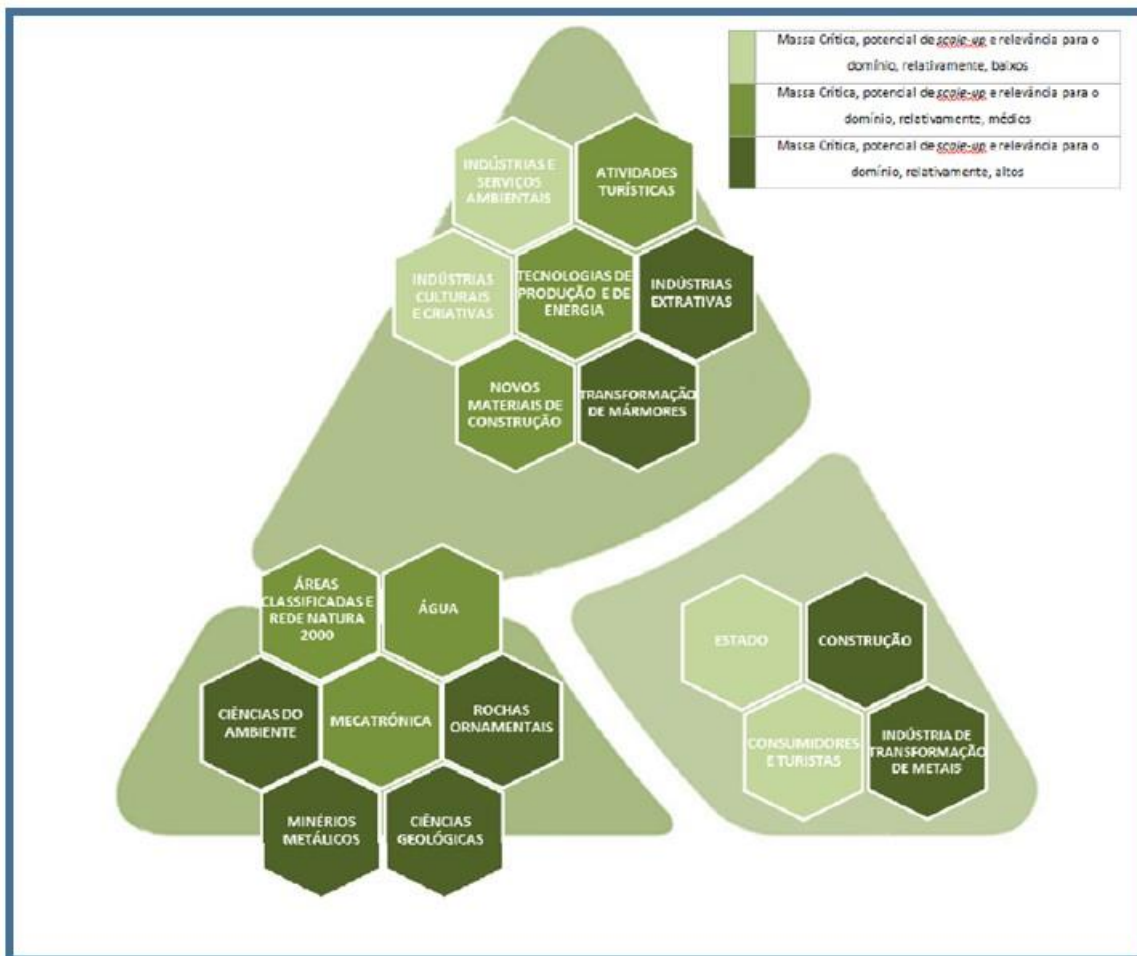 Massa Crítica, potencial de scale-up e relevância para o
domínio, relativamente, baixos
Massa Crítica, potencial de scale-up e relevância para o
domínio, relativamente, médios
Massa Crítica, potencial de scale-up e relevância para o
domínio, relativamente, altos
INDÚSTRIAS E
SERVIÇOS
AMBIENTAIS
ATIVIDADES
TURÍSTICAS
INDÚSTRIAS
CULTURAIS
E CRIATIVAS
TECNOLOGIAS DE
PRODUÇÃO E DE
ENERGIA
INDÚSTRIAS
EXTRATIVAS
NOVOS
MATERIAIS DE
CONSTRUÇÃO
TRANSFORMAÇÃO
DE MÁRMORES
ÁREAS
CLASSIFICADAS E
REDE NATURA
2000
ÁGUA
CIÊNCIAS DO
AMBIENTE
MECATRÓNICA
ROCHAS
ORNAMENTAIS
MINÉRIOS
METÁLICOS
CIÊNCIAS
GEOLÓGICAS
ESTADO
CONSTRUÇÃO
CONSUMIDORES
E TURISTAS
INDÚSTRIA DE
TRANSFORMAÇÃO
DE METAIS